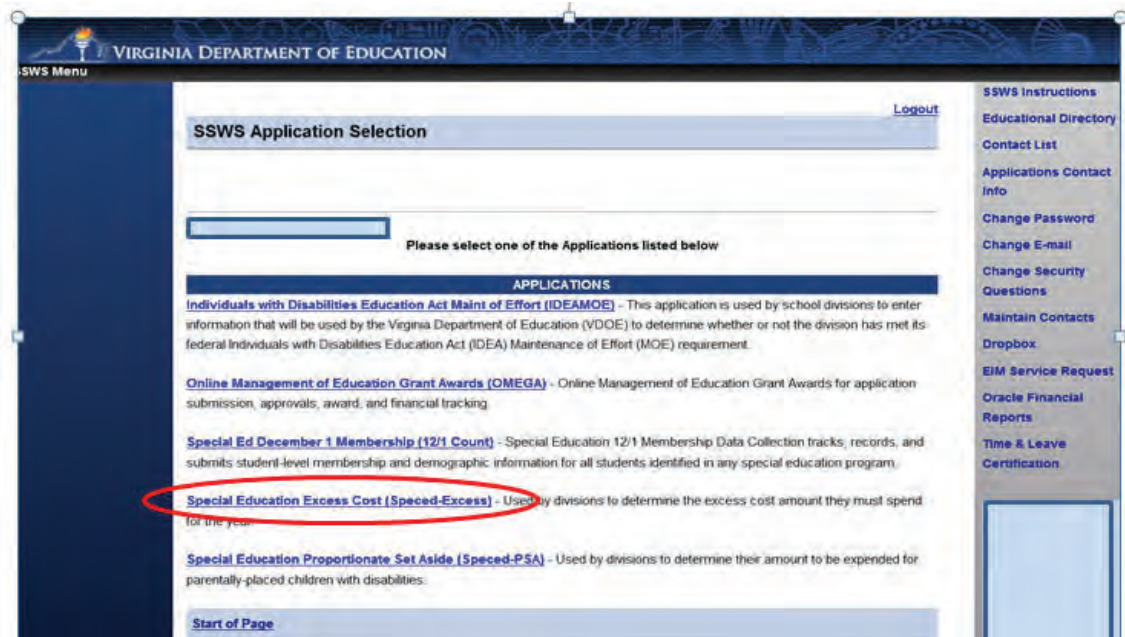 VIRGINIA DEPARTMENT OF EDUCATION
SSWS Menu
Logout
SSWS Application Selection
Please select one of the Applications listed below
APPLICATIONS
Individuals with Disabilities Education Act Maint of Effort (IDEAMOE) - This application is used by school divisions to enter
information that will be used by the Virginia Department of Education (VDOE) to determine whether or not the division has met its
federal Individuals with Disabilities Education Act (IDEA) Maintenance of Effort (MOE) requirement.
Online Management of Education Grant Awards (OMEGA) - Online Management of Education Grant Awards for application
submission, approvals, award, and financial tracking
Special Ed December 1 Membership (12/1 Count) - Special Education 12/1 Membership Data Collection tracks, records, and
submits student-level membership and demographic information for all students identified in any special education program.
Special Education Excess Cost (Speced-Excess) - Used by divisions to determine the excess cost amount they must spend
for the year.
Special Education Proportionate Set Aside (Speced-PSA) - Used by divisions to determine their amount to be expended for
parentally-placed children with disabilities.
Start of Page
SSWS Instructions
Educational Directory
Contact List
Applications Contact
Info
Change Password
Change E-mail
Change Security
Questions
Maintain Contacts
Dropbox
EIM Service Request
Oracle Financial
Reports
Time & Leave
Certification